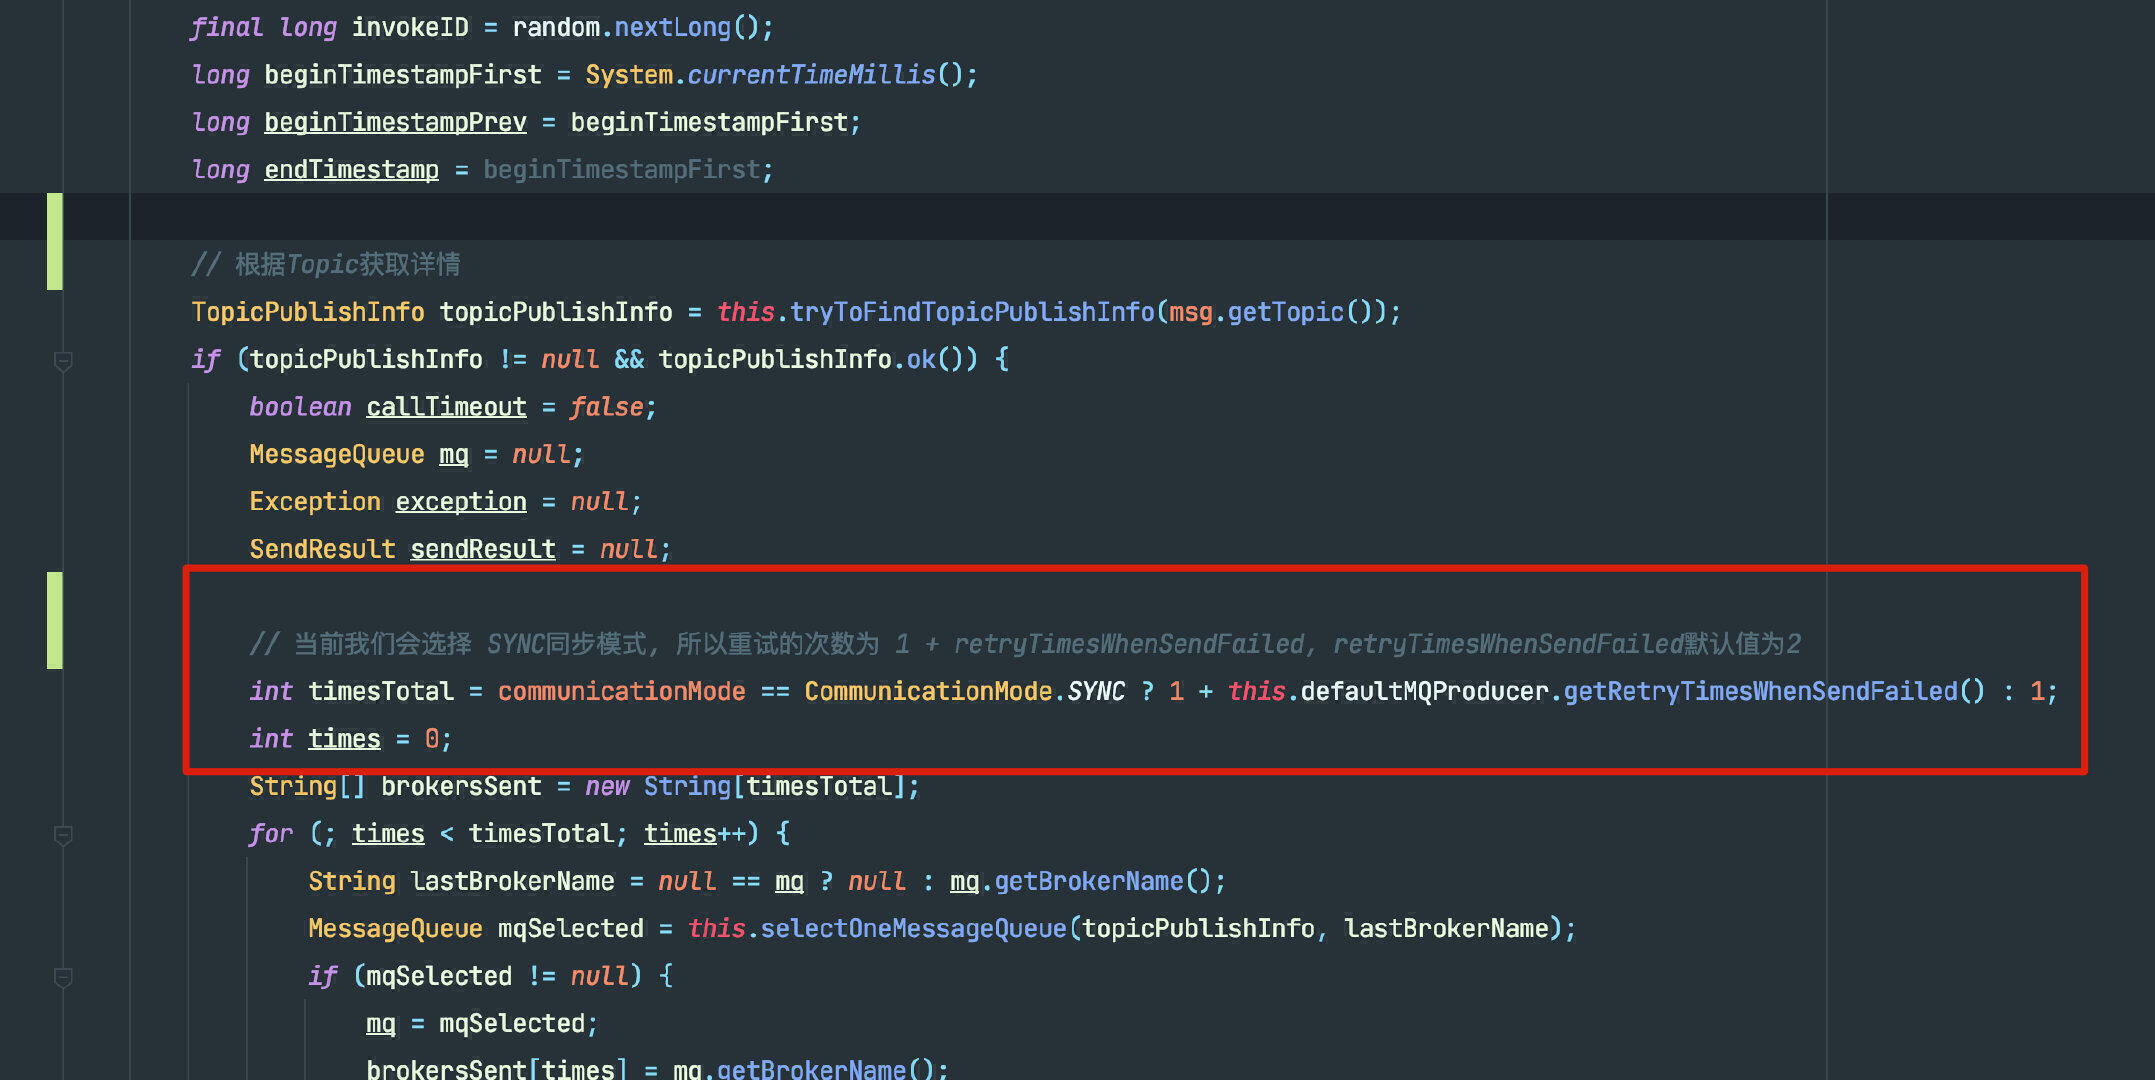 final long invokeID = random.nextLong();
long beginTimestampFirst = System.currentTimeMillis();
long beginTimestampPrev = beginTimestampFirst;
long endTimestamp = beginTimestampFirst;
// 根据Topic获取详情
TopicPublishInfo topicPublishInfo = this.tryToFindTopicPublishInfo(msg.getTopic());
if (topicPublishInfo != null && topicPublishInfo.ok()) {
boolean callTimeout = false;
MessageQueue mq = null;
Exception exception = null;
SendResult sendResult = null;
// 当前我们会选择 SYNC同步模式, 所以重试的次数为 1 + retryTimesWhenSendFailed, retryTimesWhenSendFailed默认值为2
int timesTotal = communicationMode == CommunicationMode.SYNC ? 1 + this.defaultMQProducer.getRetryTimesWhenSendFailed() : 1;
int times = 0;
String[] brokersSent = new String[timesTotal];
for (; times < timesTotal; times++) {
String lastBrokerName = null == mq ? null : mq.getBrokerName();
MessageQueue mqSelected = this.selectOneMessageQueue(topicPublishInfo, lastBrokerName);
if (mqSelected != null) {
mq = mqSelected;
brokersSent[times] = mq.getBrokerName();